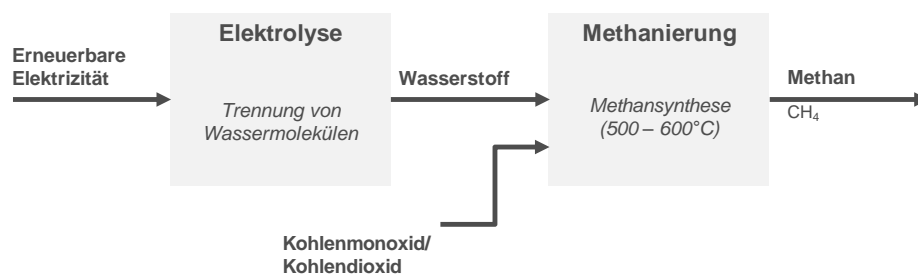 Elektrolyse
Methanierung
Erneuerbare
Elektrizität
Wasserstoff
Methan
Trennung von
Wassermolekülen
Methansynthese
(500 – 600°C)
CH₄
Kohlenmonoxid/
Kohlendioxid